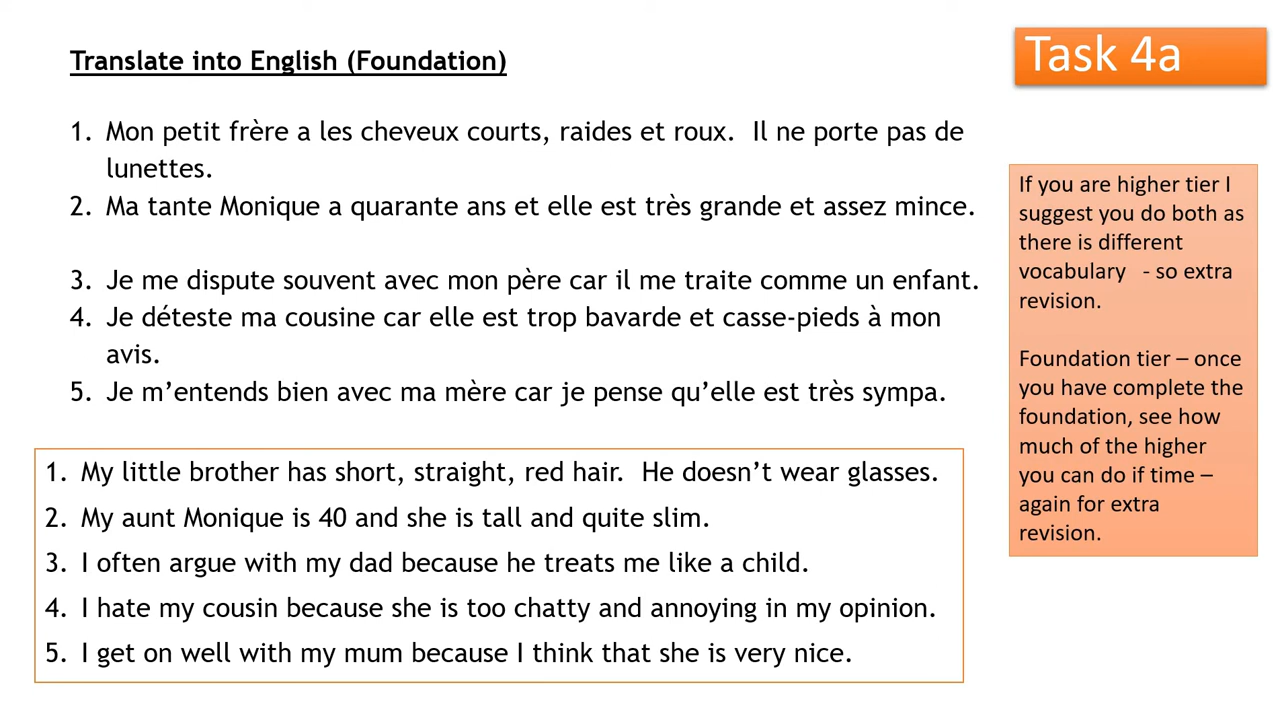 Translate into English (Foundation)
Task 4a
1. Mon petit frère a les cheveux courts, raides et roux.  Il ne porte pas de
lunettes.
2. Ma tante Monique a quarante ans et elle est très grande et assez mince.
3. Je me dispute souvent avec mon père car il me traite comme un enfant.
4. Je déteste ma cousine car elle est trop bavarde et casse-pieds à mon
avis.
5. Je m’entends bien avec ma mère car je pense qu’elle est très sympa.
1. My little brother has short, straight, red hair.  He doesn’t wear glasses.
2. My aunt Monique is 40 and she is tall and quite slim.
3. I often argue with my dad because he treats me like a child.
4. I hate my cousin because she is too chatty and annoying in my opinion.
5. I get on well with my mum because I think that she is very nice.
If you are higher tier I
suggest you do both as
there is different
vocabulary   - so extra
revision.
Foundation tier – once
you have complete the
foundation, see how
much of the higher
you can do if time –
again for extra
revision.